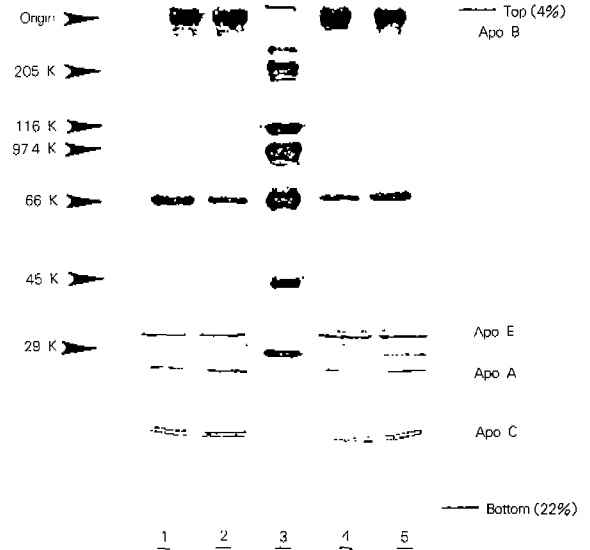 Origin
Top (4%)
Apo B
205 K
116 K
97.4 K
66 K
45 K
29 K
Apo E
Apo A
Apo C
Bottom (22%)
1 2 3 4 5